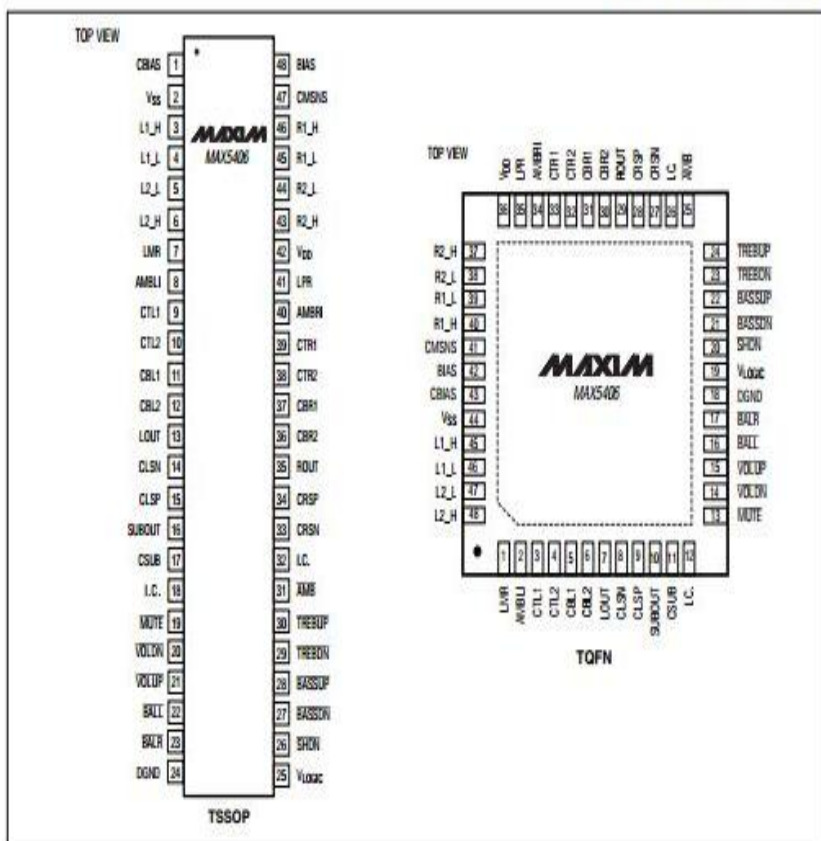 TOP VIEW
CBIAS 1
48 BIAS
VSS 2
47 CMSNS
L1_H 3
46 R1_H
L1_L 4
45 R1_L
L2_L 5
44 R2_L
L2_H 6
43 R2_H
LMR 7
42 VDD
AMBLI 8
41 LPR
CTL1 9
40 AMBRI
CTL2 10
39 CTR1
CBL1 11
38 CTR2
CBL2 12
37 CBR1
LOUT 13
36 CBR2
CLSN 14
35 ROUT
CLSP 15
34 CRSP
SUBOUT 16
33 CRSN
CSUB 17
32 I.C.
I.C. 18
31 AMB
MUTE 19
30 TREBUP
VOLDN 20
29 TREBDN
VOLUP 21
28 BASSUP
BALL 22
27 BASSDN
BALR 23
26 SHDN
DGND 24
25 VLOGIC
MAXIM
MAX5406
TSSOP
TOP VIEW
VDD
LPR
AMBRI
CTR1
CTR2
CBR1
CBR2
ROUT
CRSP
CRSN
I.C.
AMB
36
35
34
33
32
31
30
29
28
27
26
25
R2_H 37
24 TREBUP
R2_L 38
23 TREBDN
R1_L 39
22 BASSUP
R1_H 40
21 BASSDN
CMSNS 41
20 SHDN
BIAS 42
19 VLOGIC
CBIAS 43
18 DGND
VSS 44
17 BALR
L1_H 45
16 BALL
L1_L 46
15 VOLUP
L2_L 47
14 VOLDN
L2_H 48
13 MUTE
MAXIM
MAX5406
1
2
3
4
5
6
7
8
9
10
11
12
LMR
AMBLI
CTL1
CTL2
CBL1
CBL2
LOUT
CLSN
CLSP
SUBOUT
CSUB
I.C.
TQFN